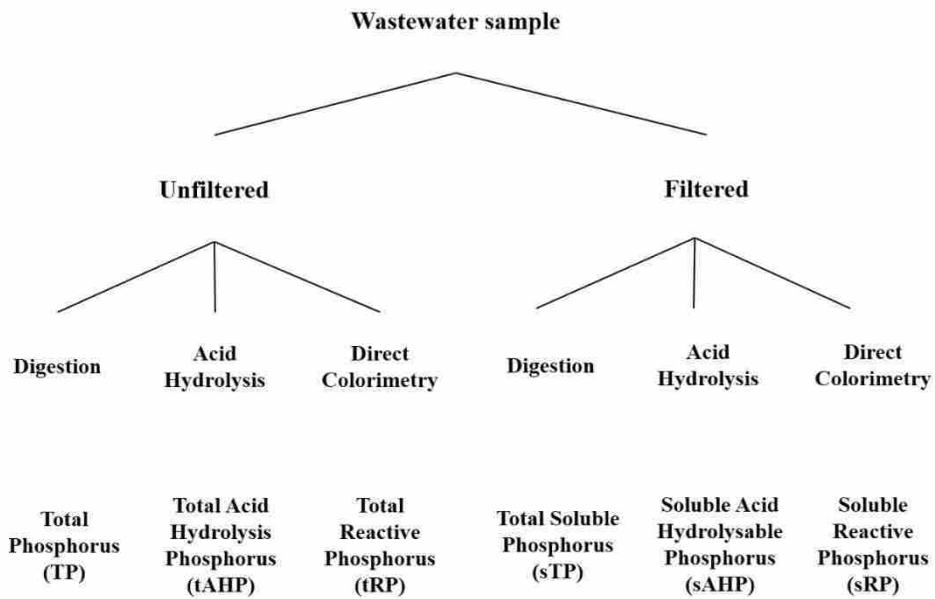 Wastewater sample
Unfiltered
Filtered
Digestion
Acid
Hydrolysis
Direct
Colorimetry
Digestion
Acid
Hydrolysis
Direct
Colorimetry
Total
Phosphorus
(TP)
Total Acid
Hydrolysis
Phosphorus
(tAHP)
Total
Reactive
Phosphorus
(tRP)
Total Soluble
Phosphorus
(sTP)
Soluble Acid
Hydrolysable
Phosphorus
(sAHP)
Soluble
Reactive
Phosphorus
(sRP)